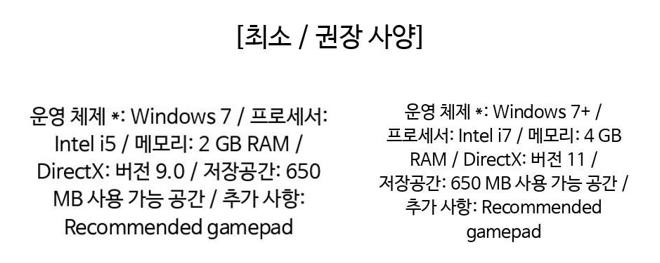 [최소 / 권장 사양]
운영 체제 *: Windows 7 / 프로세서:
Intel i5 / 메모리: 2 GB RAM /
DirectX: 버전 9.0 / 저장공간: 650
MB 사용 가능 공간 / 추가 사항:
Recommended gamepad
운영 체제 *: Windows 7+ /
프로세서: Intel i7 / 메모리: 4 GB
RAM / DirectX: 버전 11 /
저장공간: 650 MB 사용 가능 공간 /
추가 사항: Recommended
gamepad